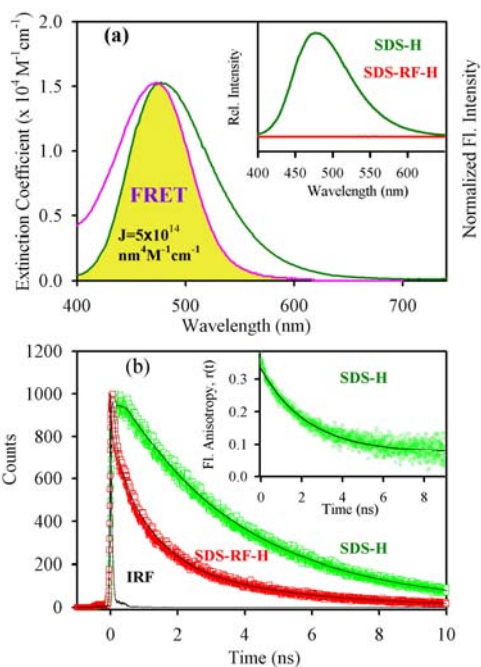 (a)
Extinction Coefficient (x 10⁴ M⁻¹cm⁻¹)
2.0
1.5
1.0
0.5
0.0
400 500 600 700
Wavelength (nm)
Normalized Fl. Intensity
FRET
J=5x10¹⁴
nm⁴M⁻¹cm⁻¹
Rel. Intensity
SDS-H
SDS-RF-H
400 450 500 550 600
Wavelength (nm)
(b)
Counts
1200
1000
800
600
400
200
0
0 2 4 6 8 10
Time (ns)
IRF
SDS-RF-H
SDS-H
Fl. Anisotropy, r(t)
0.3
0.2
0.1
0.0
0 2 4 6 8
Time (ns)
SDS-H